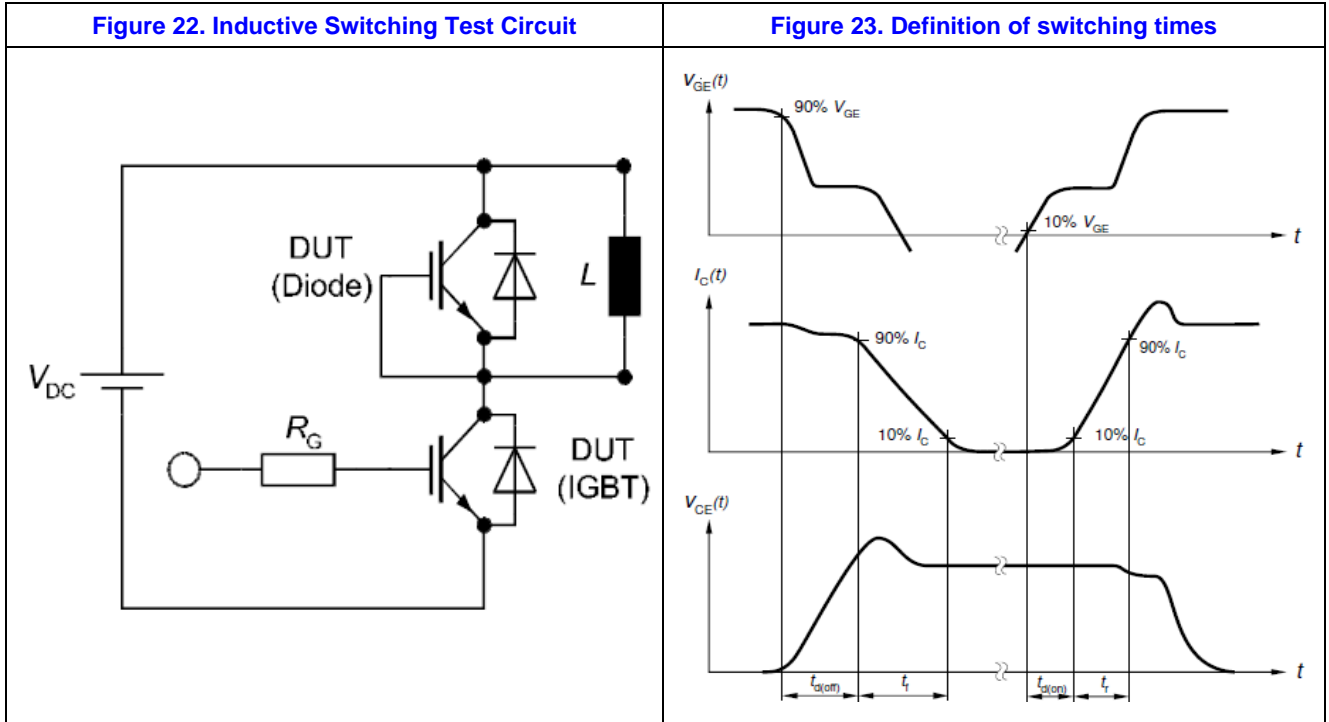 Figure 22. Inductive Switching Test Circuit
Figure 23. Definition of switching times
DUT
(Diode)
L
VDC
RG
DUT
(IGBT)
VGE(t)
90% VGE
10% VGE
t
IC(t)
90% IC
90% IC
10% IC
10% IC
t
VCE(t)
t
td(off)
tf
td(on)
tr